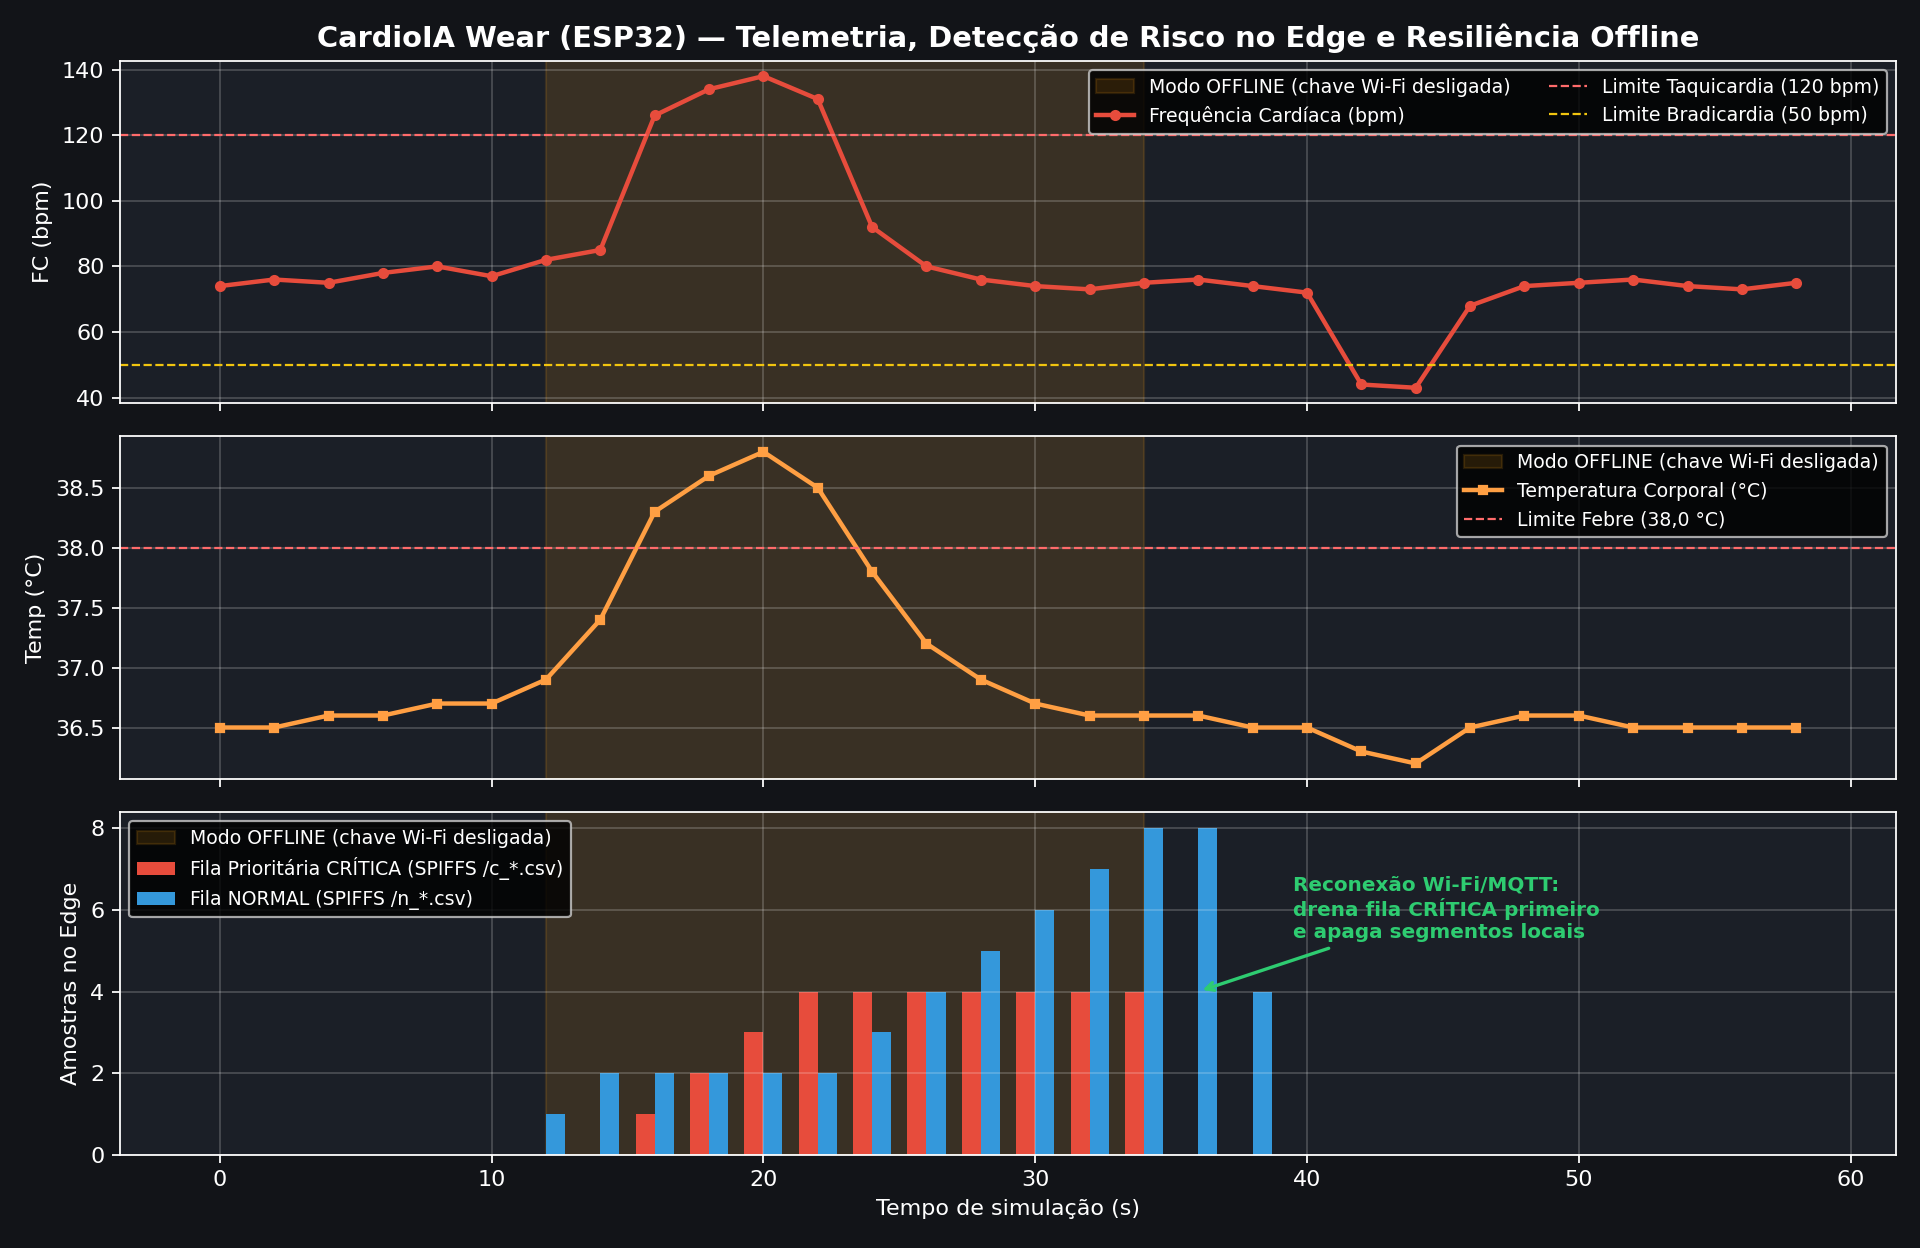 CardioIA Wear (ESP32) — Telemetria, Detecção de Risco no Edge e Resiliência Offline
140
120
100
80
60
40
FC (bpm)
Modo OFFLINE (chave Wi-Fi desligada)
Frequência Cardíaca (bpm)
Limite Taquicardia (120 bpm)
Limite Bradicardia (50 bpm)
38.5
38.0
37.5
37.0
36.5
Temp (°C)
Modo OFFLINE (chave Wi-Fi desligada)
Temperatura Corporal (°C)
Limite Febre (38,0 °C)
8
6
4
2
0
Amostras no Edge
Modo OFFLINE (chave Wi-Fi desligada)
Fila Prioritária CRÍTICA (SPIFFS /c_*.csv)
Fila NORMAL (SPIFFS /n_*.csv)
Reconexão Wi-Fi/MQTT:
drena fila CRÍTICA primeiro
e apaga segmentos locais
0 10 20 30 40 50 60
Tempo de simulação (s)